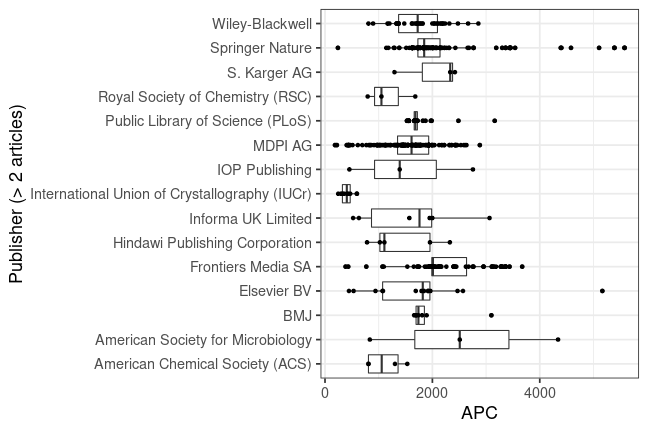 Publisher (> 2 articles)
Wiley-Blackwell
Springer Nature
S. Karger AG
Royal Society of Chemistry (RSC)
Public Library of Science (PLoS)
MDPI AG
IOP Publishing
International Union of Crystallography (IUCr)
Informa UK Limited
Hindawi Publishing Corporation
Frontiers Media SA
Elsevier BV
BMJ
American Society for Microbiology
American Chemical Society (ACS)
0 2000 4000
APC